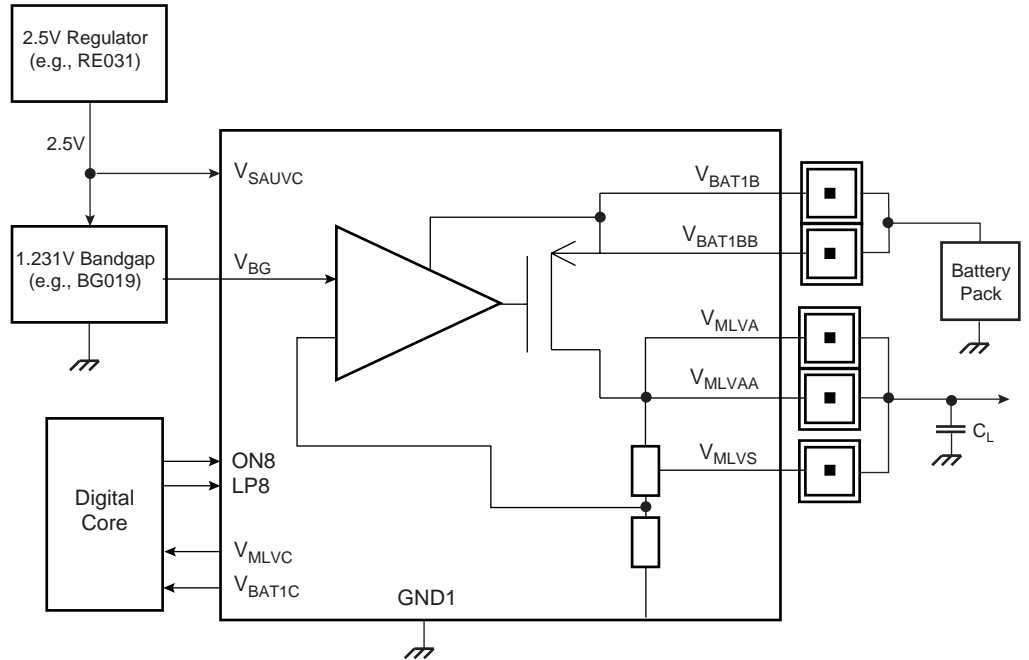 2.5V Regulator
(e.g., RE031)
2.5V
VSAUVC
1.231V Bandgap
(e.g., BG019)
VBG
VBAT1B
VBAT1BB
Battery
Pack
VMLVA
VMLVAA
VMLVS
CL
Digital
Core
ON8
LP8
VMLVC
VBAT1C
GND1